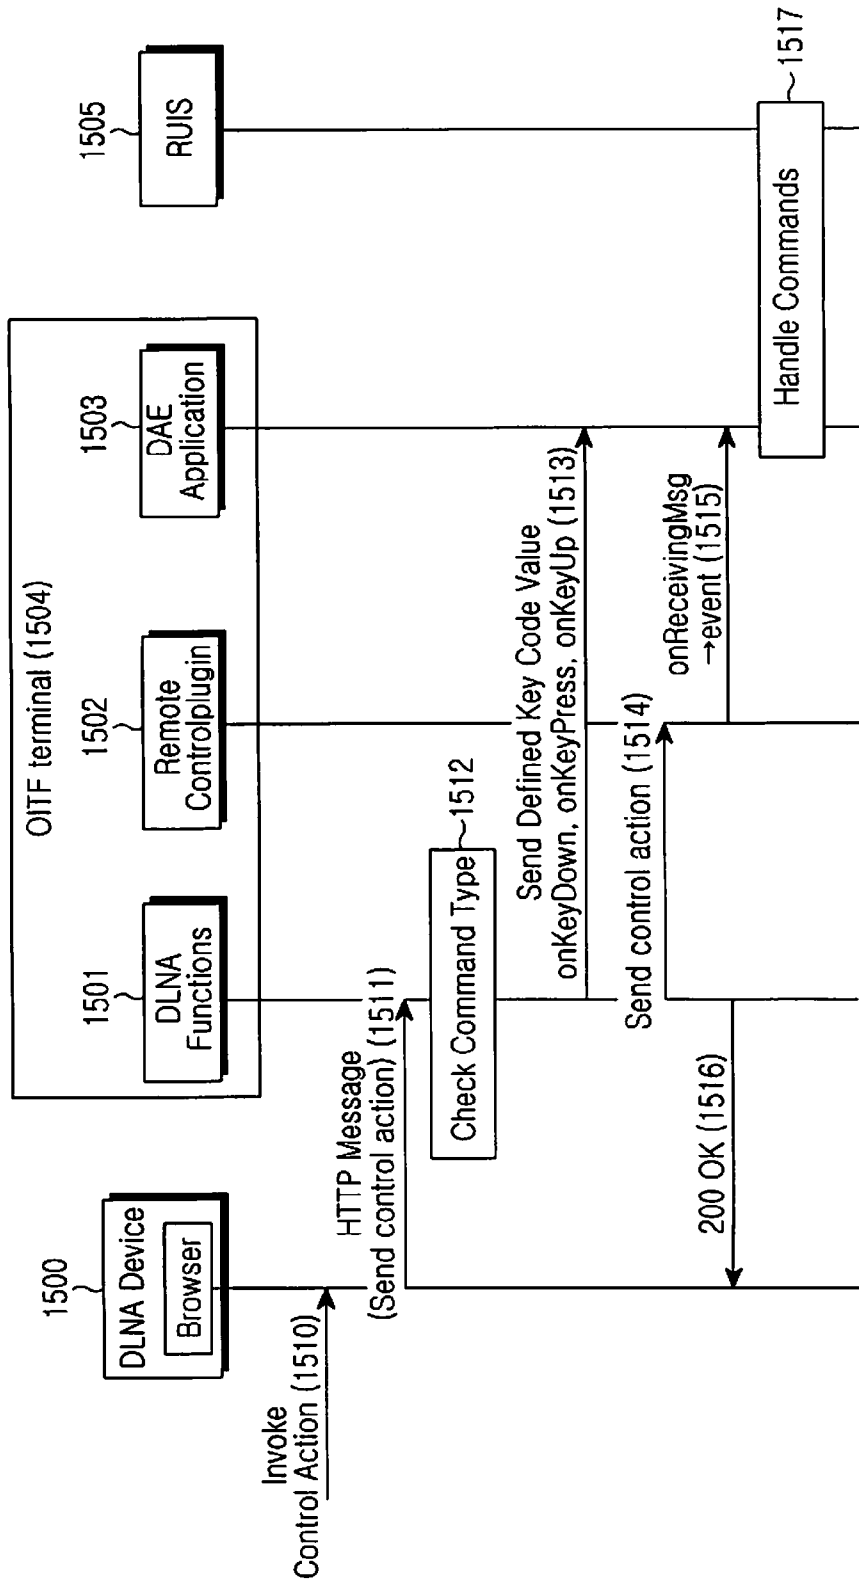 OITF terminal (1504)
1500
DLNA Device
Browser
1501
DLNA
Functions
1502
Remote
Controlplugin
1503
DAE
Application
1505
RUIS
Invoke
Control Action (1510)
HTTP Message
(Send control action) (1511)
Check Command Type
1512
Send Defined Key Code Value
onKeyDown, onKeyPress, onKeyUp (1513)
Send control action (1514)
onReceivingMsg
→event (1515)
200 OK (1516)
Handle Commands
1517